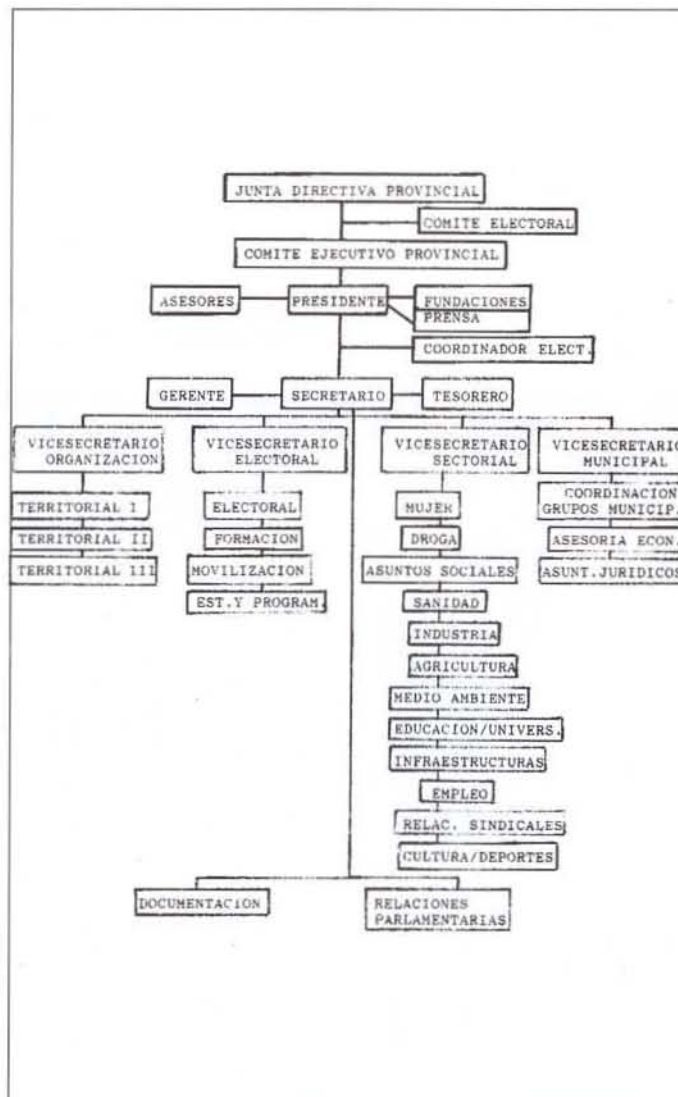 JUNTA DIRECTIVA PROVINCIAL
COMITE ELECTORAL
COMITE EJECUTIVO PROVINCIAL
ASESORES
PRESIDENTE
FUNDACIONES
PRENSA
COORDINADOR ELECT.
GERENTE
SECRETARIO
TESORERO
VICESECRETARIO
ORGANIZACION
VICESECRETARIO
ELECTORAL
VICESECRETARIO
SECTORIAL
VICESECRETARIO
MUNICIPAL
TERRITORIAL I
TERRITORIAL II
TERRITORIAL III
ELECTORAL
FORMACION
MOVILIZACION
EST.Y PROGRAM.
MUJER
DROGA
ASUNTOS SOCIALES
SANIDAD
INDUSTRIA
AGRICULTURA
MEDIO AMBIENTE
EDUCACION/UNIVERS.
INFRAESTRUCTURAS
EMPLEO
RELAC. SINDICALES
CULTURA/DEPORTES
COORDINACION
GRUPOS MUNICIP.
ASESORIA ECON.
ASUNT.JURIDICOS
DOCUMENTACION
RELACIONES
PARLAMENTARIAS